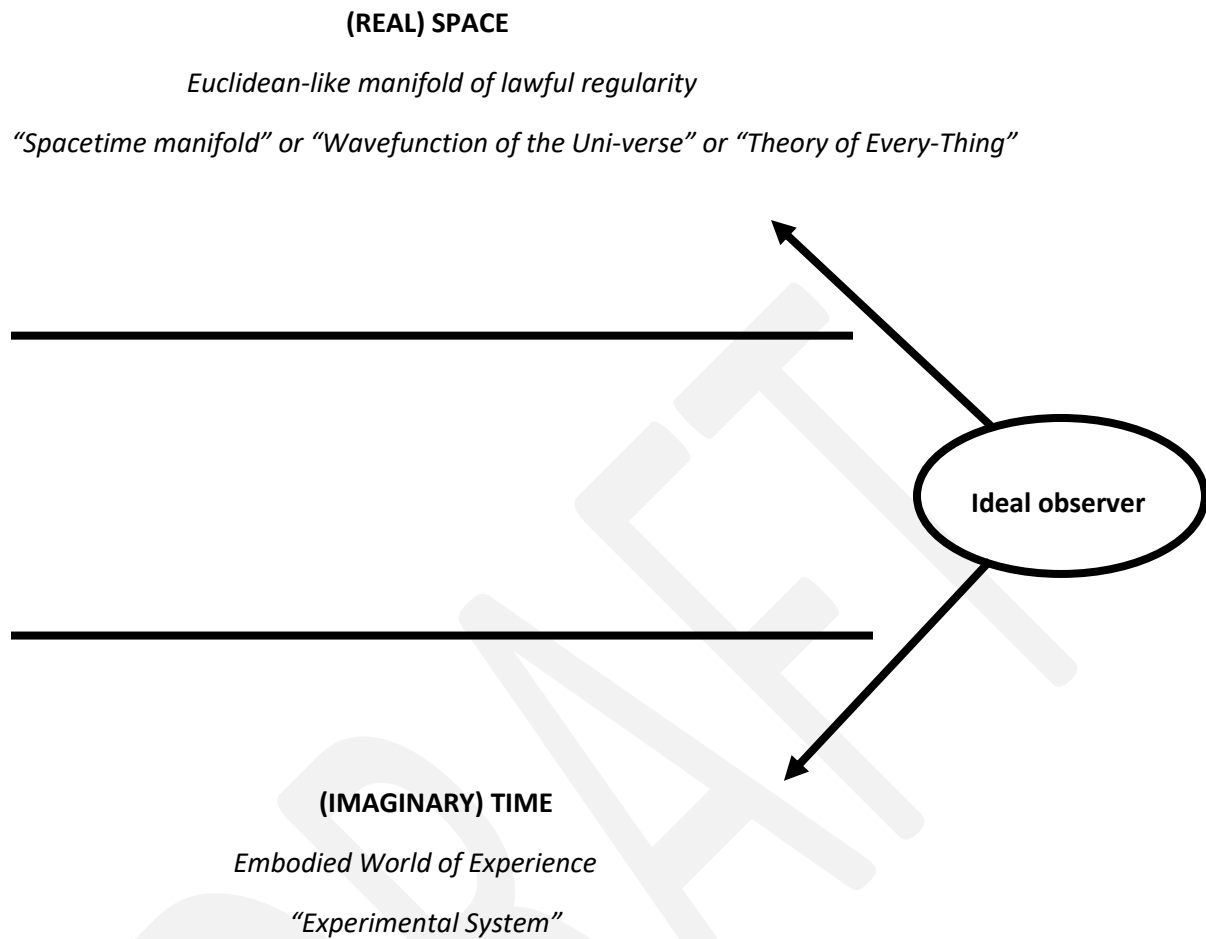 (REAL) SPACE
Euclidean-like manifold of lawful regularity
“Spacetime manifold” or “Wavefunction of the Uni-verse” or “Theory of Every-Thing”
Ideal observer
(IMAGINARY) TIME
Embodied World of Experience
“Experimental System”
DRAFT